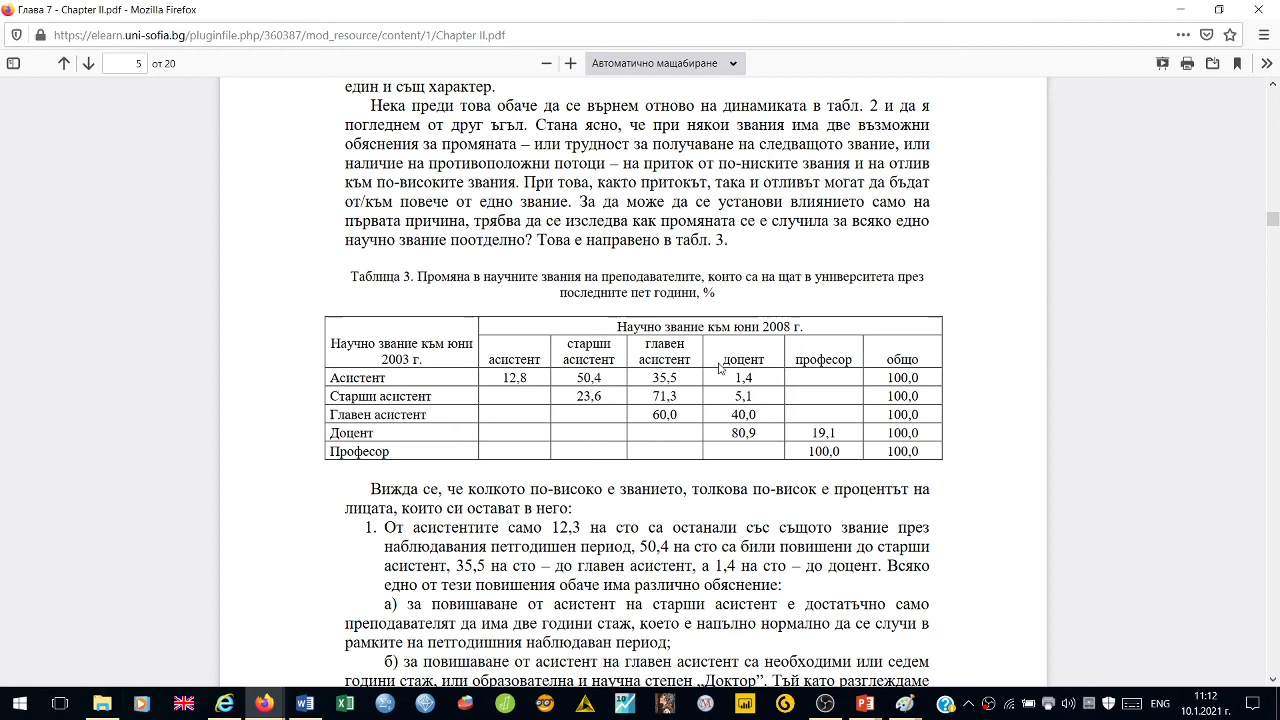 Глава 7 - Chapter II.pdf - Mozilla Firefox
https://elearn.uni-sofia.bg/pluginfile.php/360387/mod_resource/content/1/Chapter II.pdf
5 от 20 Автоматично мащабиране
един и същ характер.
Нека преди това обаче да се върнем отново на динамиката в табл. 2 и да я
погледнем от друг ъгъл. Стана ясно, че при някои звания има две възможни
обяснения за промяната – или трудност за получаване на следващото звание, или
наличие на противоположни потоци – на приток от по-ниските звания и на отлив
към по-високите звания. При това, както притокът, така и отливът могат да бъдат
от/към повече от едно звание. За да може да се установи влиянието само на
първата причина, трябва да се изследва как промяната се е случила за всяко едно
научно звание поотделно? Това е направено в табл. 3.
Таблица 3. Промяна в научните звания на преподавателите, които са на щат в университета през
последните пет години, %
Научно звание към юни 2003 г. Научно звание към юни 2008 г.
асистент старши асистент главен асистент доцент професор общо
Асистент 12,8 50,4 35,5 1,4 100,0
Старши асистент 23,6 71,3 5,1 100,0
Главен асистент 60,0 40,0 100,0
Доцент 80,9 19,1 100,0
Професор 100,0 100,0
Вижда се, че колкото по-високо е званието, толкова по-висок е процентът на
лицата, които си остават в него:
1. От асистентите само 12,3 на сто са останали със същото звание през
наблюдавания петгодишен период, 50,4 на сто са били повишени до старши
асистент, 35,5 на сто – до главен асистент, а 1,4 на сто – до доцент. Всяко
едно от тези повишения обаче има различно обяснение:
а) за повишаване от асистент на старши асистент е достатъчно само
преподавателят да има две години стаж, което е напълно нормално да се случи в
рамките на петгодишния наблюдаван период;
б) за повишаване от асистент на главен асистент са необходими или седем
години стаж, или образователна и научна степен „Доктор”. Тъй като разглеждаме
ENG
11:12
10.1.2021 г.